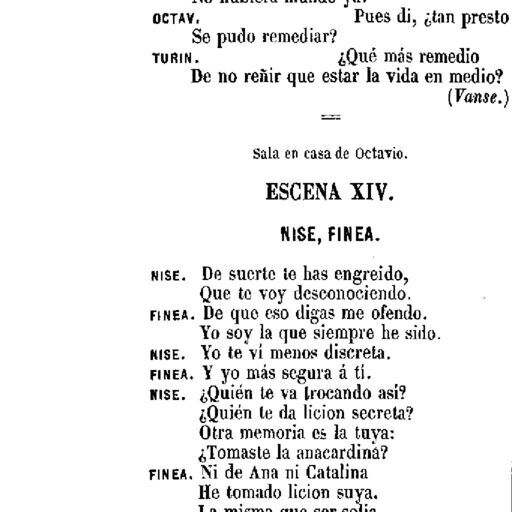 No hubiera mundo ya.
OCTAV. Pues di, ¿tan presto
Se pudo remediar?
TURIN. ¿Qué más remedio
De no reñir que estar la vida en medio?
(Vanse.)
Sala en casa de Octavio.
ESCENA XIV.
NISE, FINEA.
NISE. De suerte te has engreido,
Que te voy desconociendo.
FINEA. De que eso digas me ofendo.
Yo soy la que siempre he sido.
NISE. Yo te ví menos discreta.
FINEA. Y yo más segura á tí.
NISE. ¿Quién te va trocando asi?
¿Quién te da licion secreta?
Otra memoria es la tuya:
¿Tomaste la anacardina?
FINEA. Ni de Ana ni Catalina
He tomado licion suya.
La misma que ser solia